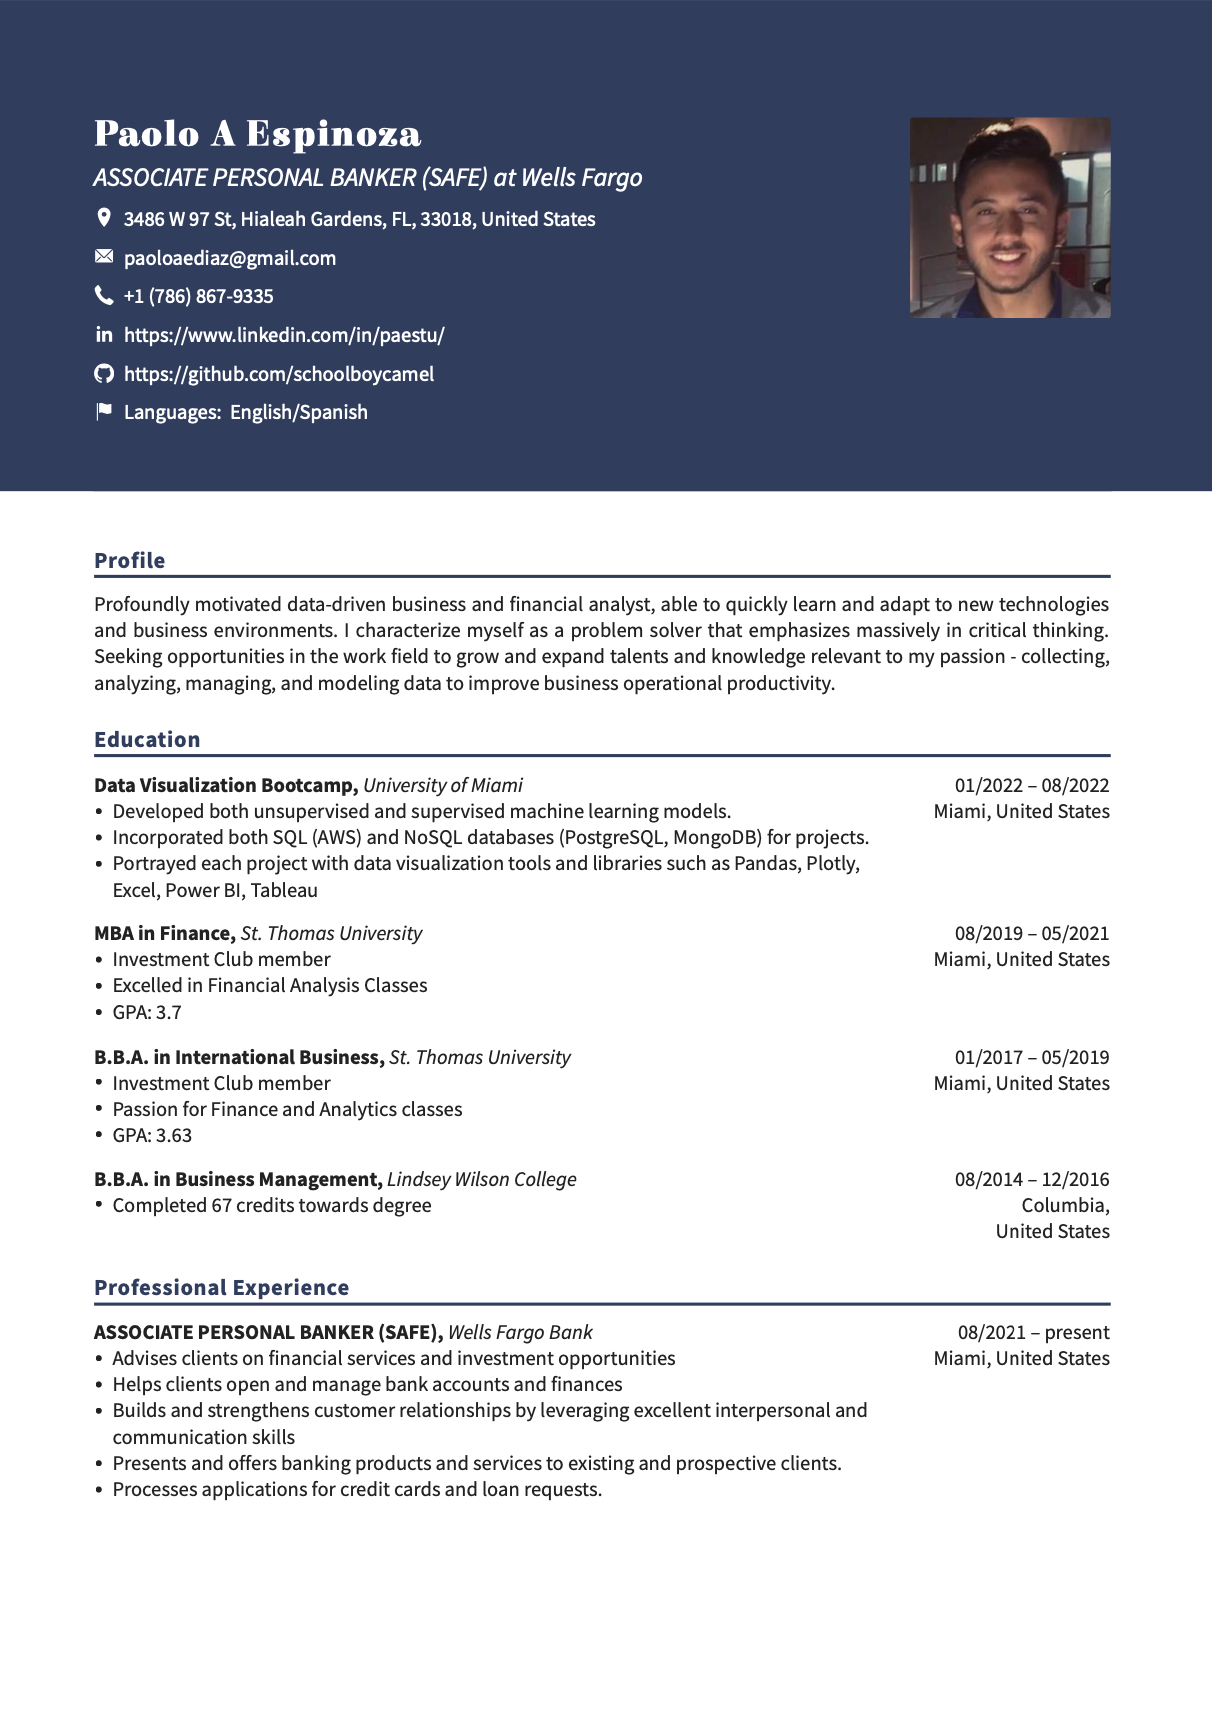 Paolo A Espinoza
ASSOCIATE PERSONAL BANKER (SAFE) at Wells Fargo
3486 W 97 St, Hialeah Gardens, FL, 33018, United States
paoloaediaz@gmail.com
+1 (786) 867-9335
https://www.linkedin.com/in/paestu/
https://github.com/schoolboycamel
Languages:  English/Spanish
Profile
Profoundly motivated data-driven business and financial analyst, able to quickly learn and adapt to new technologies
and business environments. I characterize myself as a problem solver that emphasizes massively in critical thinking.
Seeking opportunities in the work field to grow and expand talents and knowledge relevant to my passion - collecting,
analyzing, managing, and modeling data to improve business operational productivity.
Education
Data Visualization Bootcamp, University of Miami 01/2022 – 08/2022
• Developed both unsupervised and supervised machine learning models. Miami, United States
• Incorporated both SQL (AWS) and NoSQL databases (PostgreSQL, MongoDB) for projects.
• Portrayed each project with data visualization tools and libraries such as Pandas, Plotly,
Excel, Power BI, Tableau
MBA in Finance, St. Thomas University 08/2019 – 05/2021
• Investment Club member Miami, United States
• Excelled in Financial Analysis Classes
• GPA: 3.7
B.B.A. in International Business, St. Thomas University 01/2017 – 05/2019
• Investment Club member Miami, United States
• Passion for Finance and Analytics classes
• GPA: 3.63
B.B.A. in Business Management, Lindsey Wilson College 08/2014 – 12/2016
• Completed 67 credits towards degree Columbia,
United States
Professional Experience
ASSOCIATE PERSONAL BANKER (SAFE), Wells Fargo Bank 08/2021 – present
• Advises clients on financial services and investment opportunities Miami, United States
• Helps clients open and manage bank accounts and finances
• Builds and strengthens customer relationships by leveraging excellent interpersonal and
communication skills
• Presents and offers banking products and services to existing and prospective clients.
• Processes applications for credit cards and loan requests.